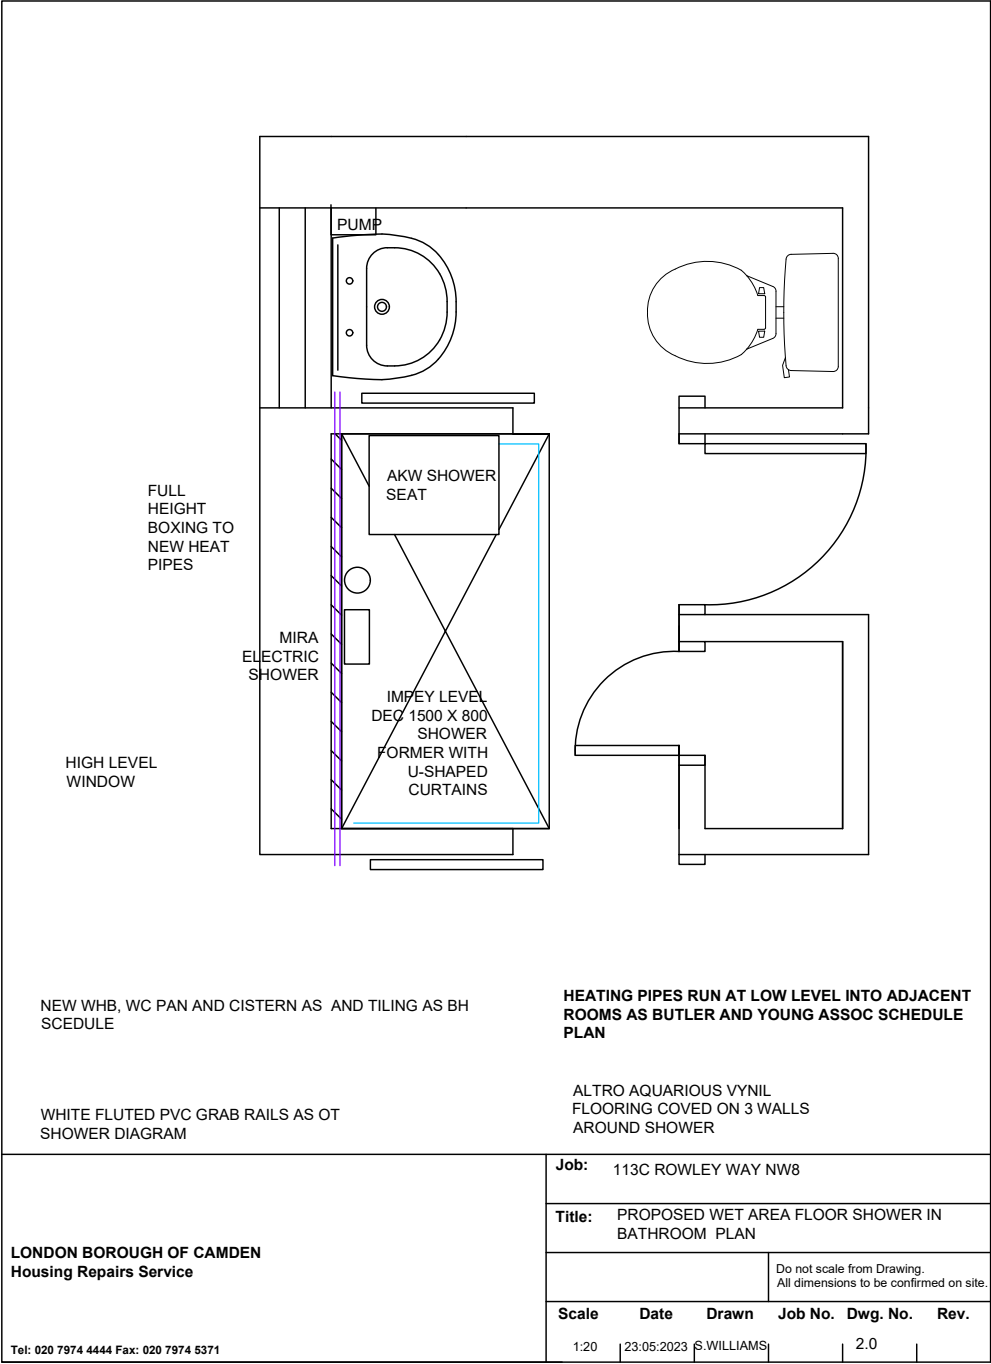 PUMP
AKW SHOWER
SEAT
FULL
HEIGHT
BOXING TO
NEW HEAT
PIPES
MIRA
ELECTRIC
SHOWER
IMPEY LEVEL
DEC 1500 X 800
SHOWER
FORMER WITH
U-SHAPED
CURTAINS
HIGH LEVEL
WINDOW
NEW WHB, WC PAN AND CISTERN AS AND TILING AS BH
SCEDULE
HEATING PIPES RUN AT LOW LEVEL INTO ADJACENT
ROOMS AS BUTLER AND YOUNG ASSOC SCHEDULE
PLAN
WHITE FLUTED PVC GRAB RAILS AS OT
SHOWER DIAGRAM
ALTRO AQUARIOUS VYNIL
FLOORING COVED ON 3 WALLS
AROUND SHOWER
LONDON BOROUGH OF CAMDEN
Housing Repairs Service
Tel: 020 7974 4444 Fax: 020 7974 5371
Job: 113C ROWLEY WAY NW8
Title: PROPOSED WET AREA FLOOR SHOWER IN
BATHROOM PLAN
Do not scale from Drawing.
All dimensions to be confirmed on site.
Scale Date Drawn Job No. Dwg. No. Rev.
1:20 23:05:2023 S.WILLIAMS 2.0